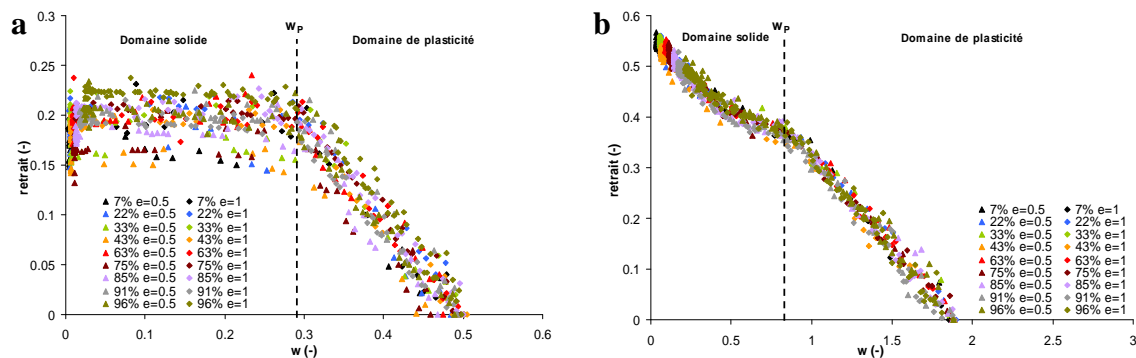 a
w_P
Domaine solide
Domaine de plasticité
0.3
0.25
0.2
0.15
0.1
0.05
0
retrait (-)
7% e=0.5 7% e=1
22% e=0.5 22% e=1
33% e=0.5 33% e=1
43% e=0.5 43% e=1
63% e=0.5 63% e=1
75% e=0.5 75% e=1
85% e=0.5 85% e=1
91% e=0.5 91% e=1
96% e=0.5 96% e=1
0 0.1 0.2 0.3 0.4 0.5 0.6
w (-)
b
w_P
Domaine solide
Domaine de plasticité
0.6
0.5
0.4
0.3
0.2
0.1
0.0
retrait (-)
7% e=0.5 7% e=1
22% e=0.5 22% e=1
33% e=0.5 33% e=1
43% e=0.5 43% e=1
63% e=0.5 63% e=1
75% e=0.5 75% e=1
85% e=0.5 85% e=1
91% e=0.5 91% e=1
96% e=0.5 96% e=1
0 0.5 1 1.5 2 2.5 3
w (-)